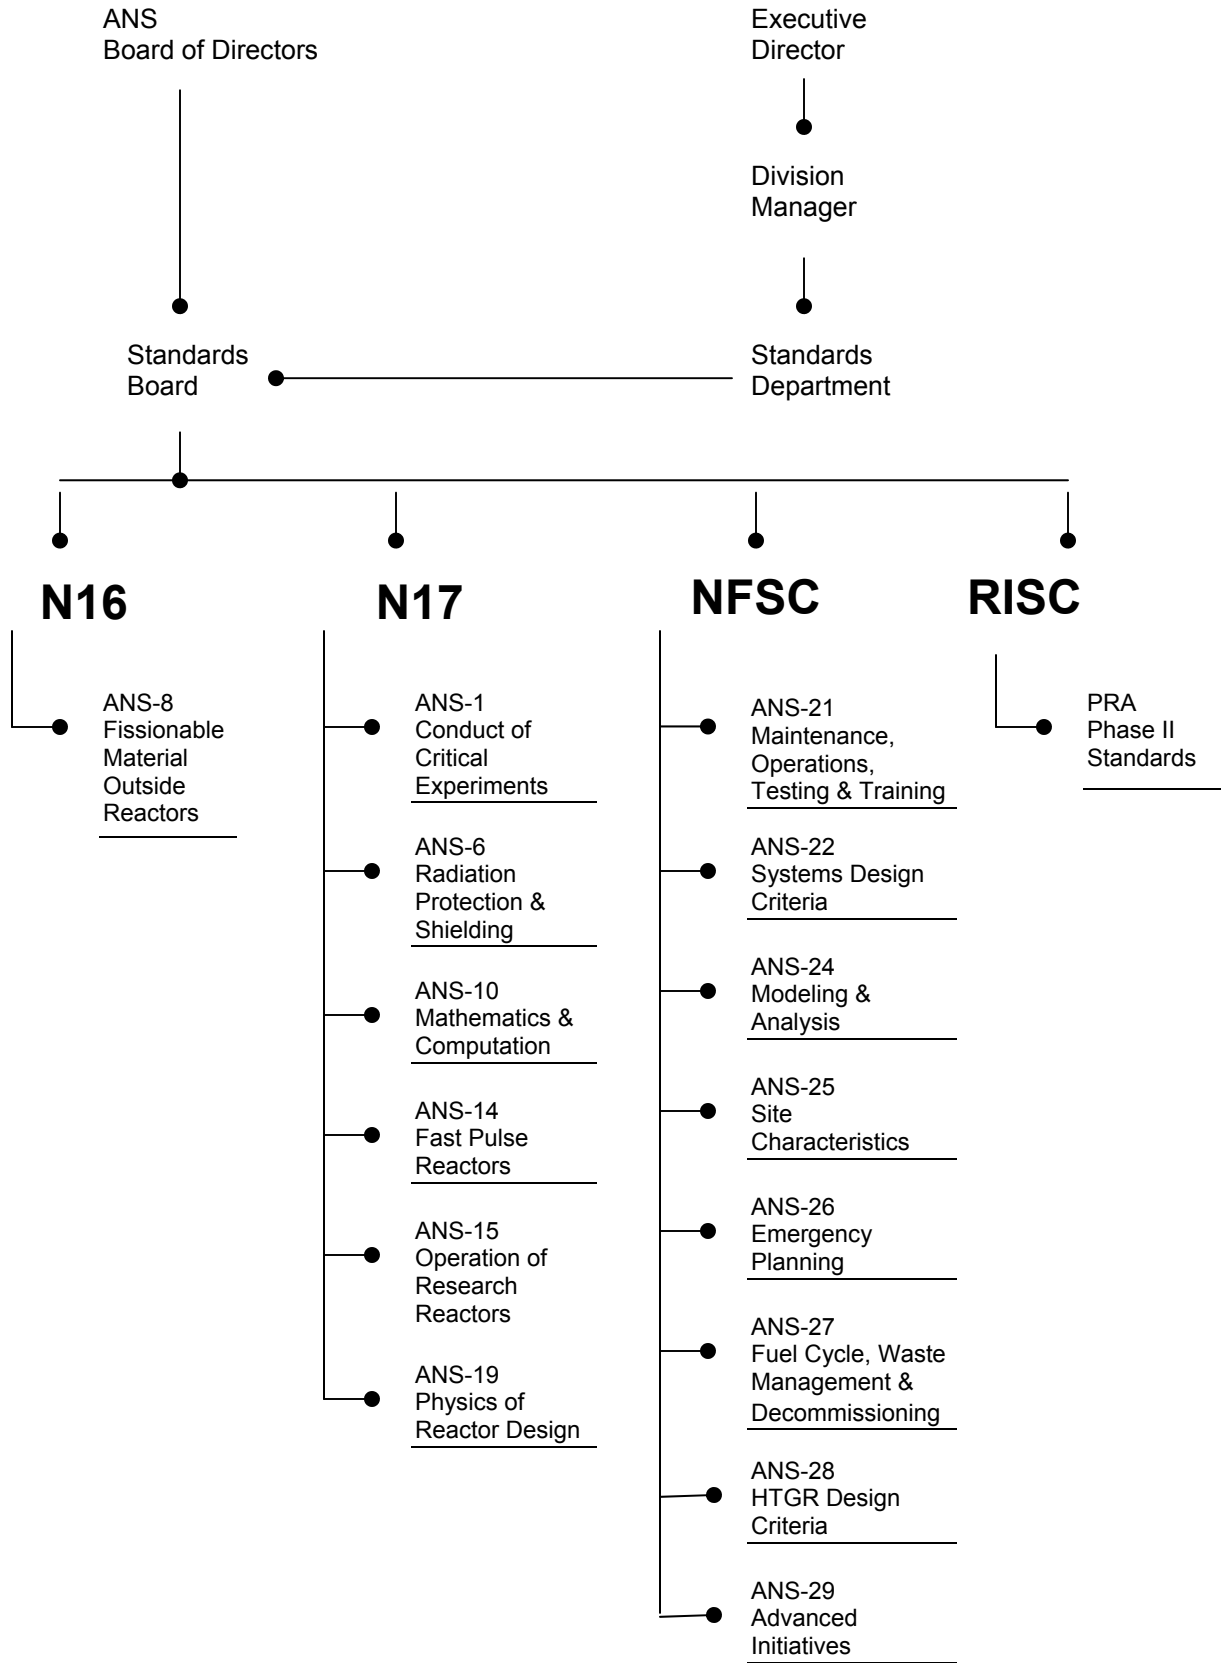 ANS
Board of Directors
Executive
Director
Division
Manager
Standards
Board
Standards
Department
N16
N17
NFSC
RISC
ANS-8
Fissionable
Material
Outside
Reactors
ANS-1
Conduct of
Critical
Experiments
ANS-6
Radiation
Protection &
Shielding
ANS-10
Mathematics &
Computation
ANS-14
Fast Pulse
Reactors
ANS-15
Operation of
Research
Reactors
ANS-19
Physics of
Reactor Design
ANS-21
Maintenance,
Operations,
Testing & Training
ANS-22
Systems Design
Criteria
ANS-24
Modeling &
Analysis
ANS-25
Site
Characteristics
ANS-26
Emergency
Planning
ANS-27
Fuel Cycle, Waste
Management &
Decommissioning
ANS-28
HTGR Design
Criteria
ANS-29
Advanced
Initiatives
PRA
Phase II
Standards